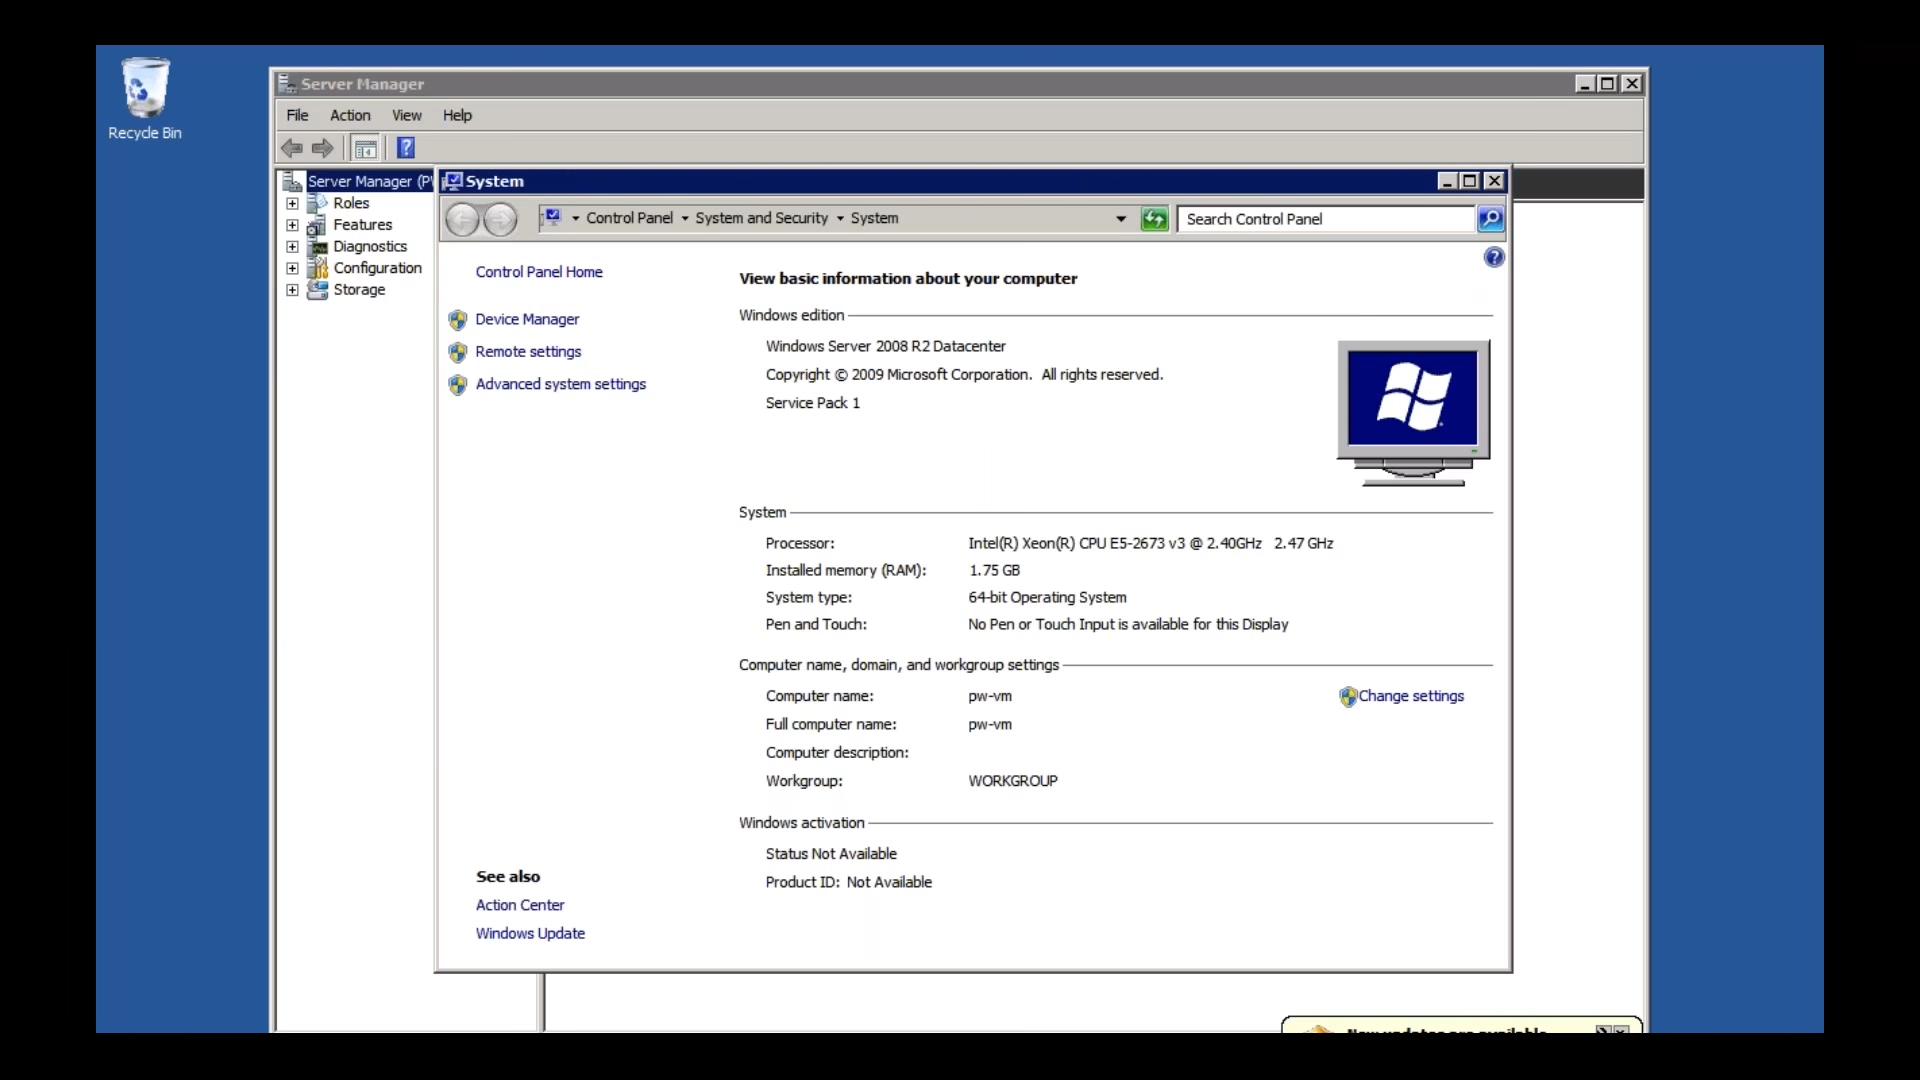 Recycle Bin
Server Manager
File Action View Help
Server Manager (P
Roles
Features
Diagnostics
Configuration
Storage
System
Control Panel System and Security System
Search Control Panel
Control Panel Home
Device Manager
Remote settings
Advanced system settings
View basic information about your computer
Windows edition
Windows Server 2008 R2 Datacenter
Copyright © 2009 Microsoft Corporation. All rights reserved.
Service Pack 1
System
Processor: Intel(R) Xeon(R) CPU E5-2673 v3 @ 2.40GHz 2.47 GHz
Installed memory (RAM): 1.75 GB
System type: 64-bit Operating System
Pen and Touch: No Pen or Touch Input is available for this Display
Computer name, domain, and workgroup settings
Computer name: pw-vm
Change settings
Full computer name: pw-vm
Computer description:
Workgroup: WORKGROUP
Windows activation
Status Not Available
Product ID: Not Available
See also
Action Center
Windows Update
New updates are available